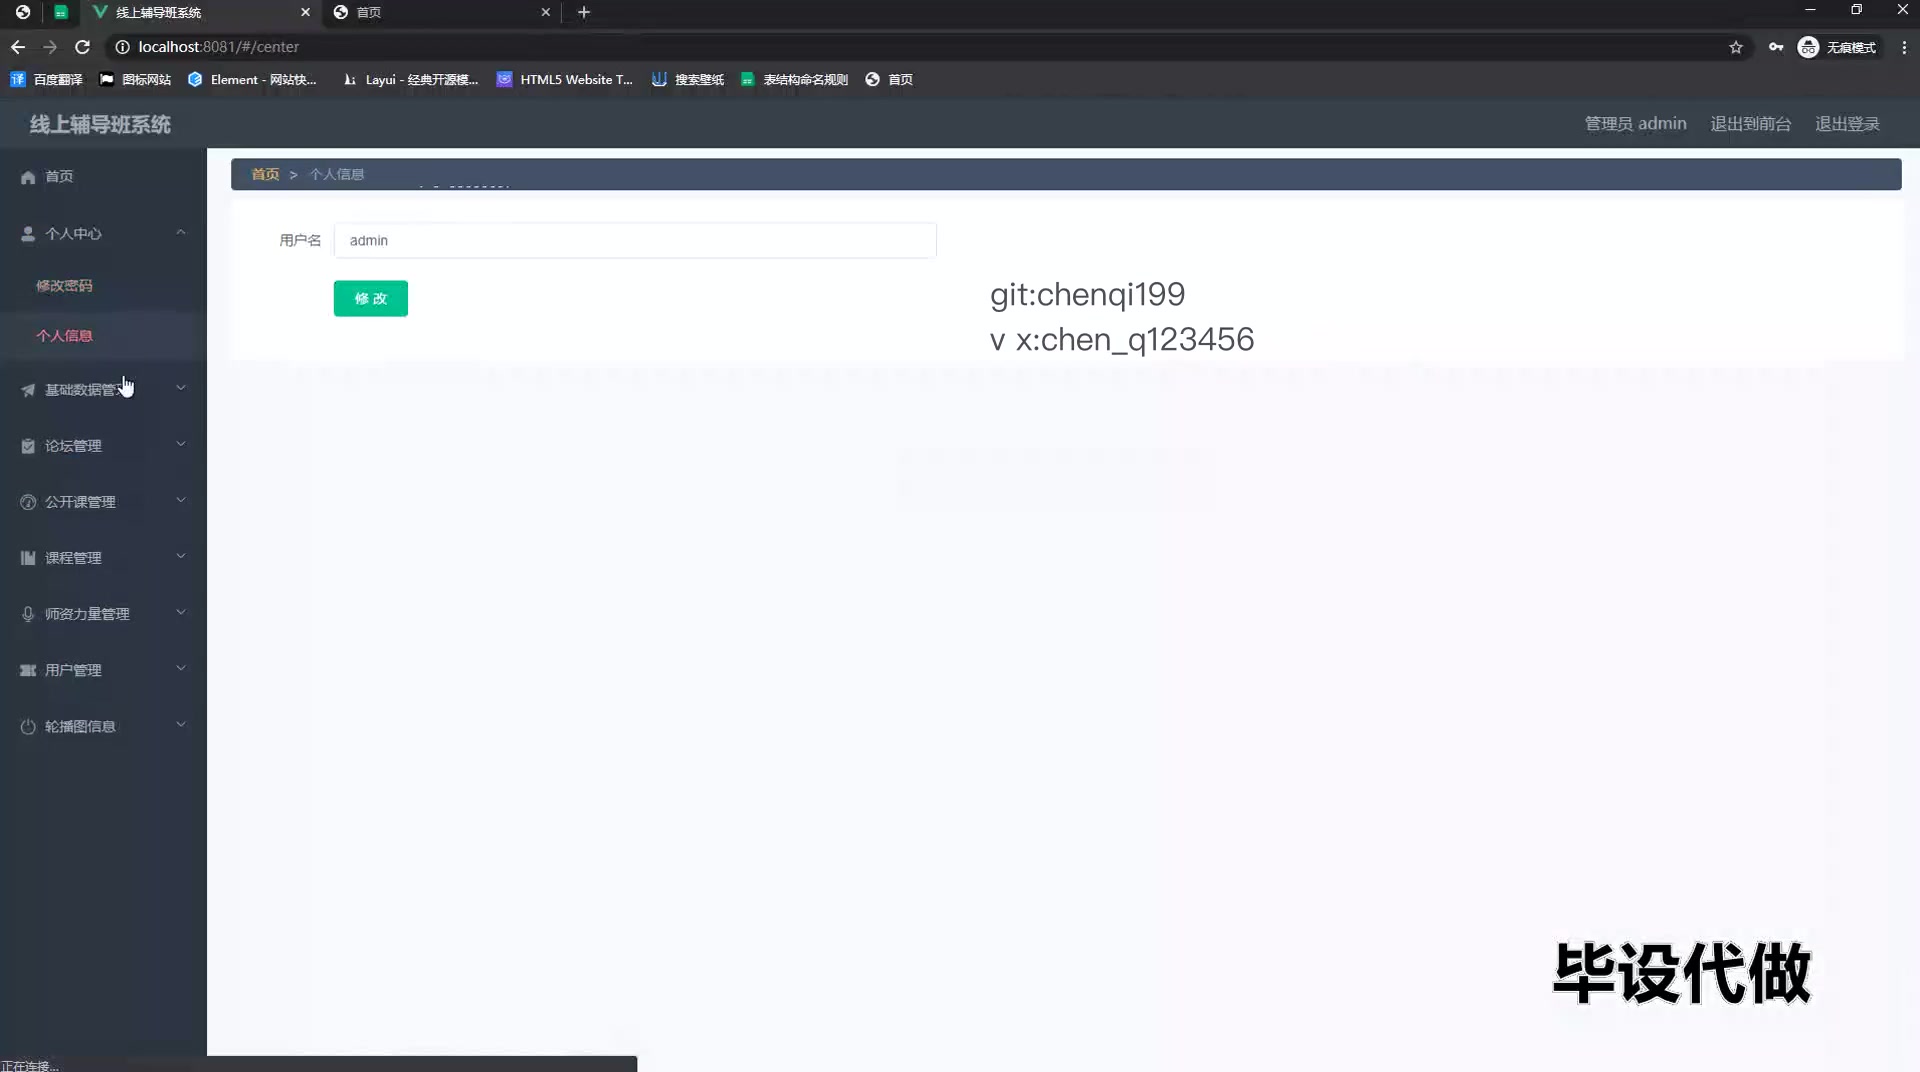 线上辅导班系统
首页
localhost:8081/#/center
无痕模式
百度翻译
图标网站
Element - 网站快...
Layui - 经典开源模...
HTML5 Website T...
搜索壁纸
表结构命名规则
首页
线上辅导班系统
管理员 admin
退出到前台
退出登录
首页
个人中心
修改密码
个人信息
基础数据管
论坛管理
公开课管理
课程管理
师资力量管理
用户管理
轮播图信息
首页 > 个人信息
用户名
admin
修 改
git:chenqi199
v x:chen_q123456
毕设代做
正在连接...